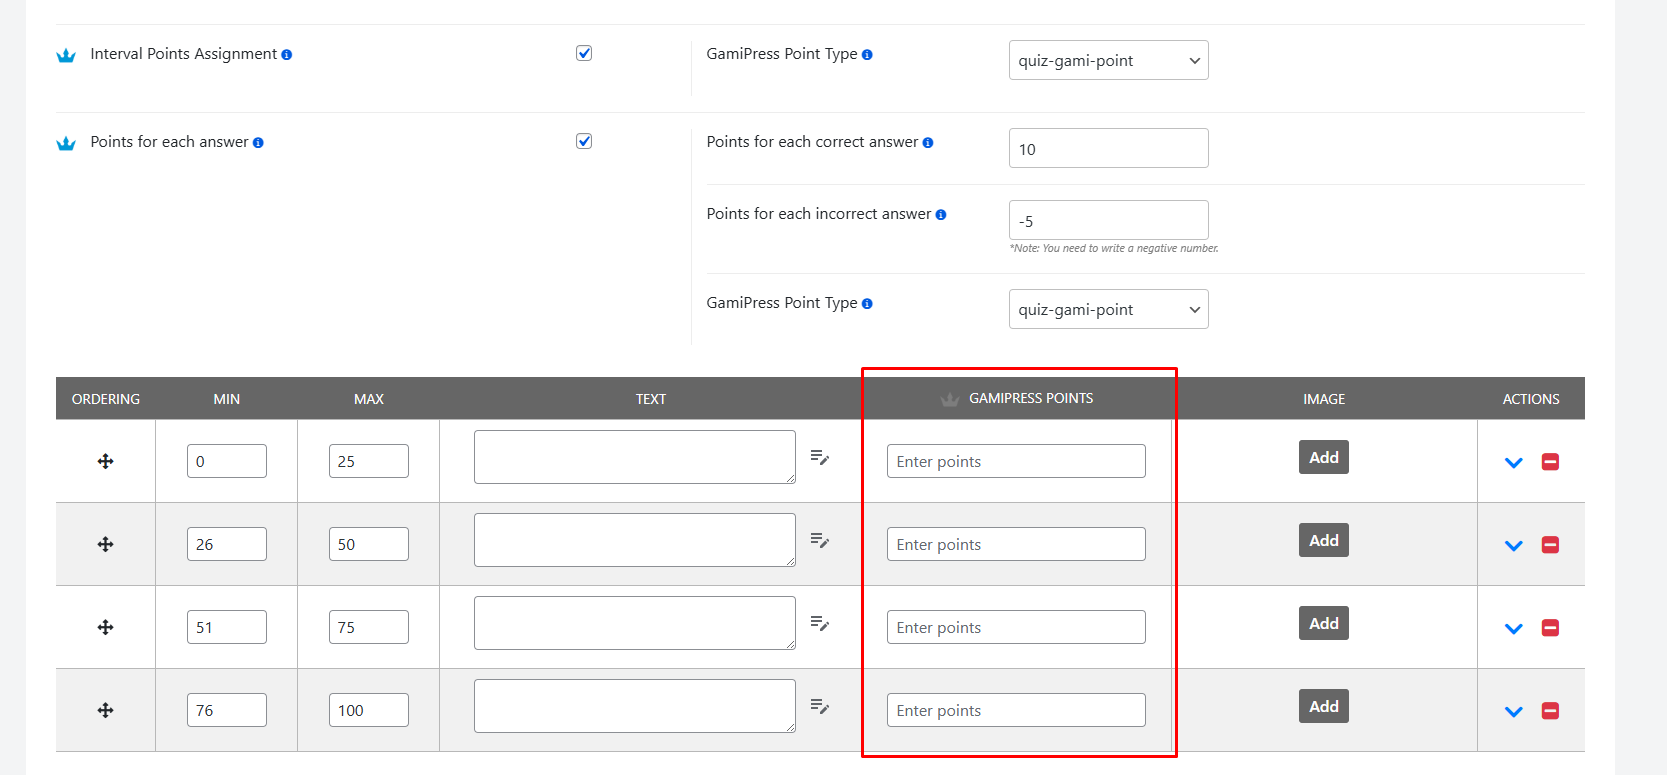 Interval Points Assignment
GamiPress Point Type
quiz-gami-point
Points for each answer
Points for each correct answer
10
Points for each incorrect answer
-5
*Note: You need to write a negative number.
GamiPress Point Type
quiz-gami-point
ORDERING MIN MAX TEXT GAMIPRESS POINTS IMAGE ACTIONS
0 25 Enter points Add
26 50 Enter points Add
51 75 Enter points Add
76 100 Enter points Add